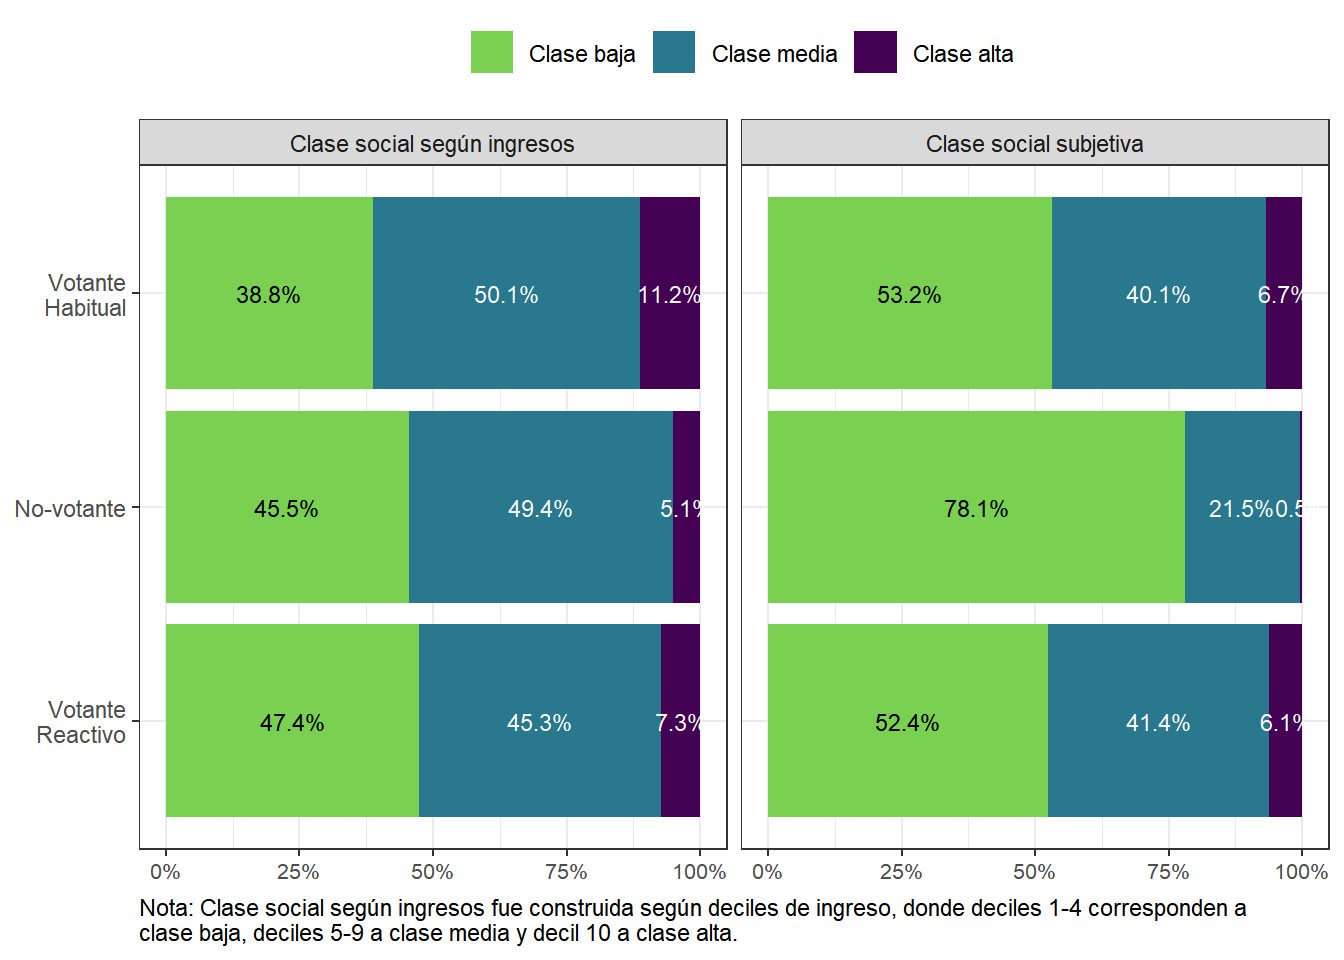 Clase baja Clase media Clase alta
Clase social según ingresos Clase social subjetiva
Votante
Habitual
38.8% 50.1% 11.2% 53.2% 40.1% 6.7%
No-votante 45.5% 49.4% 5.1% 78.1% 21.5% 0.5
Votante
Reactivo
47.4% 45.3% 7.3% 52.4% 41.4% 6.1%
0% 25% 50% 75% 100% 0% 25% 50% 75% 100%
Nota: Clase social según ingresos fue construida según deciles de ingreso, donde deciles 1-4 corresponden a
clase baja, deciles 5-9 a clase media y decil 10 a clase alta.